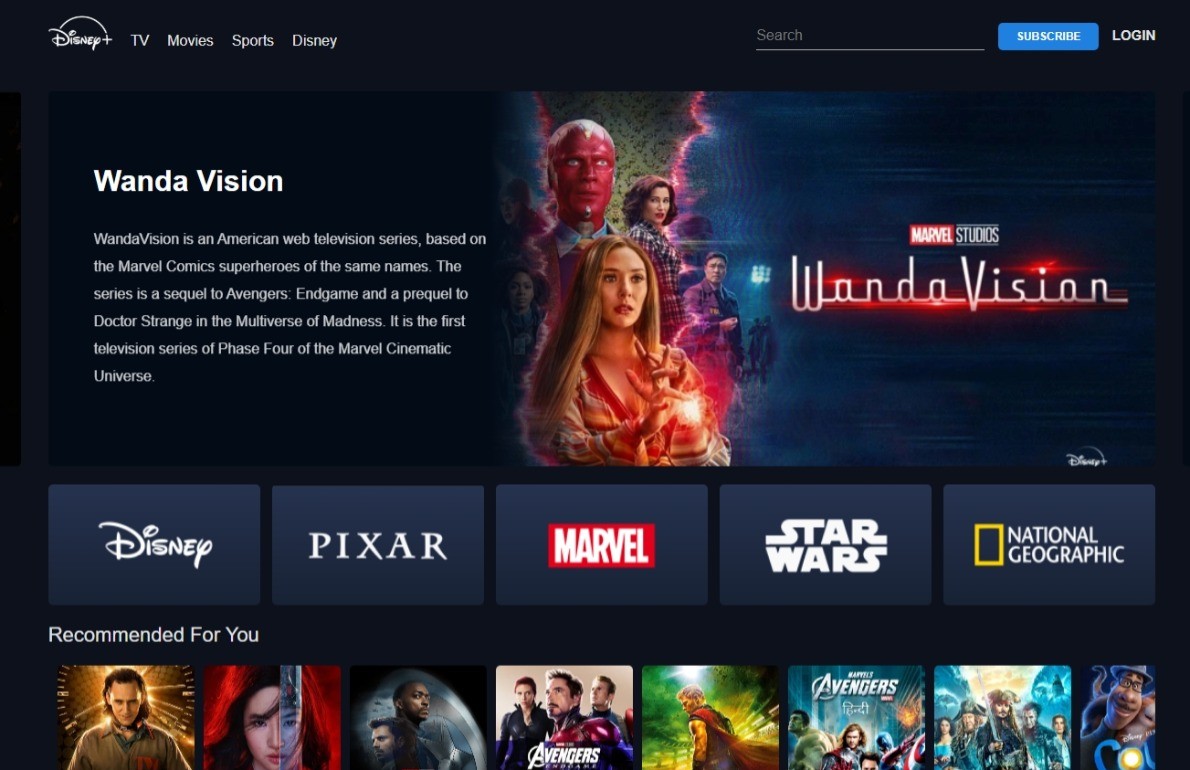 Disney+
TV
Movies
Sports
Disney
Search
SUBSCRIBE
LOGIN
Wanda Vision
WandaVision is an American web television series, based on
the Marvel Comics superheroes of the same names. The
series is a sequel to Avengers: Endgame and a prequel to
Doctor Strange in the Multiverse of Madness. It is the first
television series of Phase Four of the Marvel Cinematic
Universe.
MARVEL STUDIOS
WandaVision
Disney+
Disney
PIXAR
MARVEL
STAR
WARS
NATIONAL
GEOGRAPHIC
Recommended For You
AVENGERS
ENDGAME
MARVEL'S
AVENGERS
हिन्दी